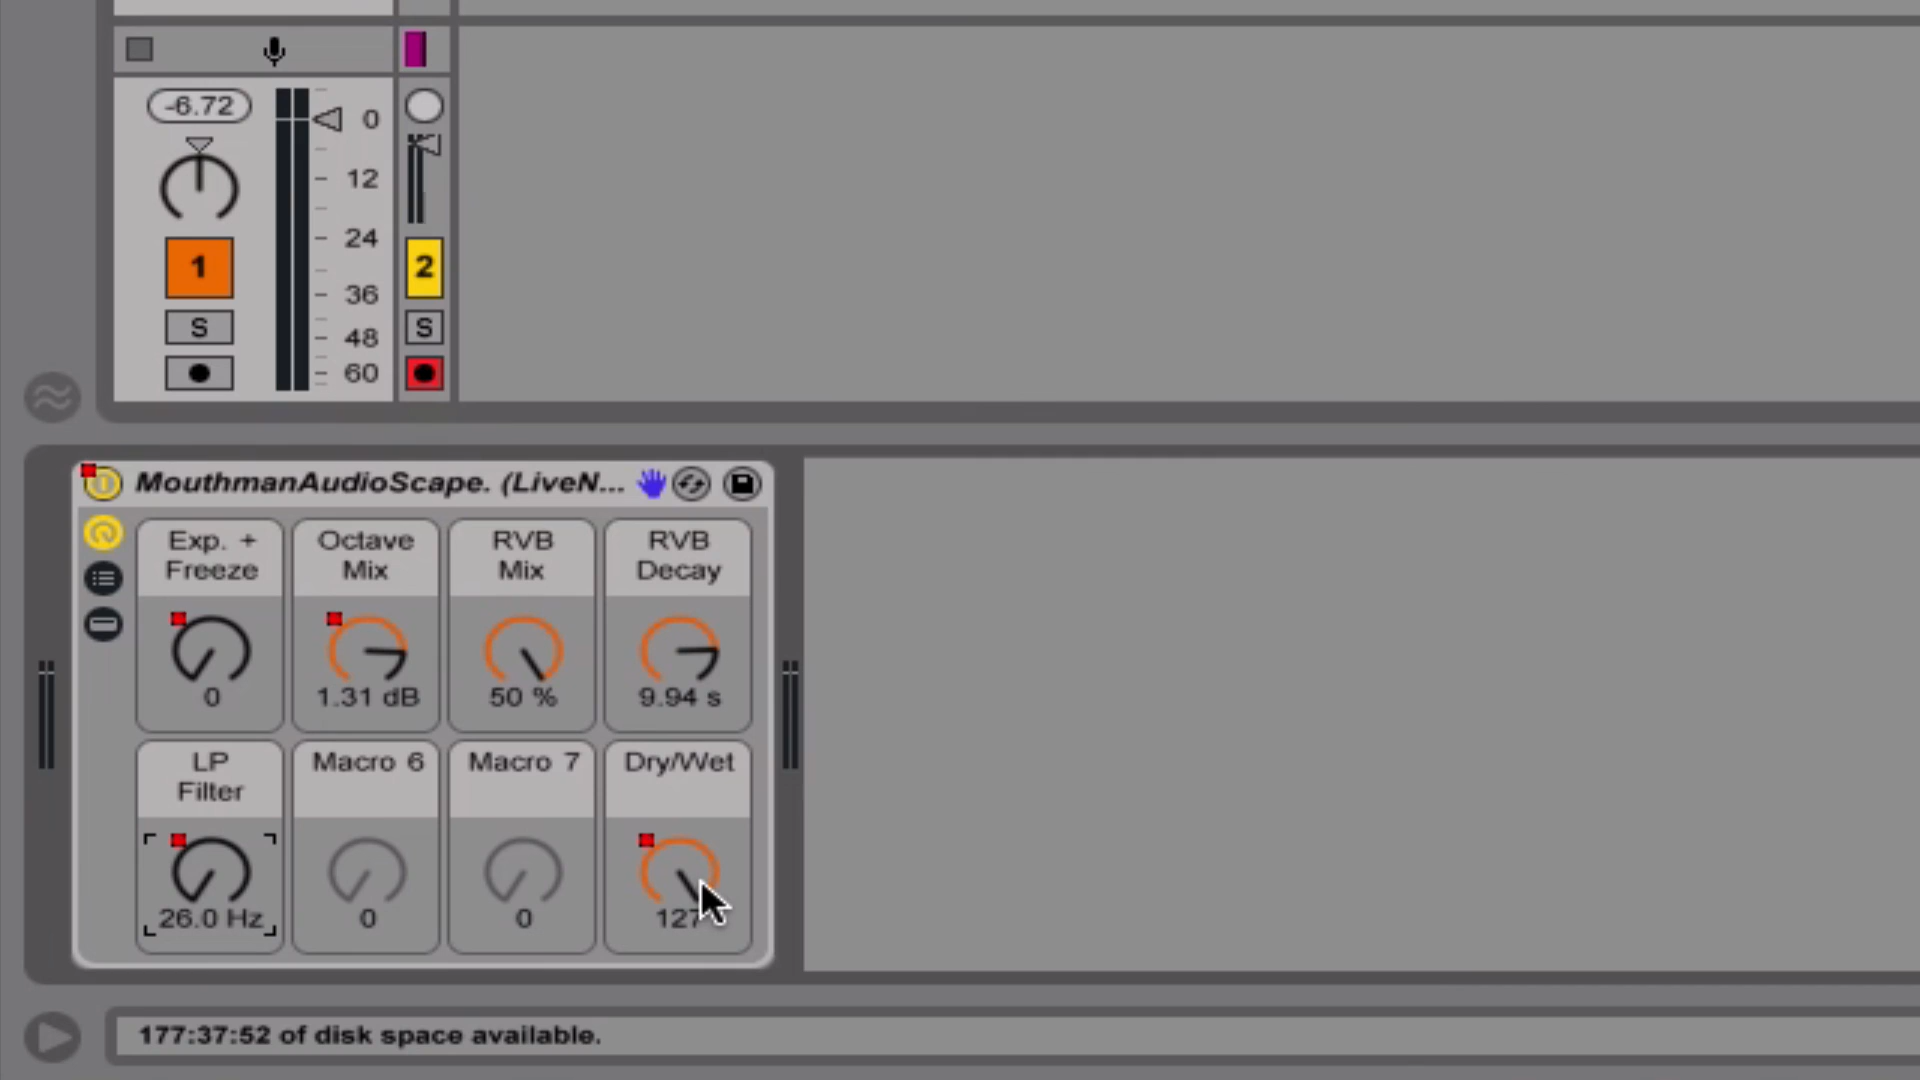 -6.72
0
12
24
36
48
60
1
S
2
S
MouthmanAudioScape. (LiveN...
Exp. +
Freeze
0
Octave
Mix
1.31 dB
RVB
Mix
50 %
RVB
Decay
9.94 s
LP
Filter
26.0 Hz
Macro 6
0
Macro 7
0
Dry/Wet
127
177:37:52 of disk space available.